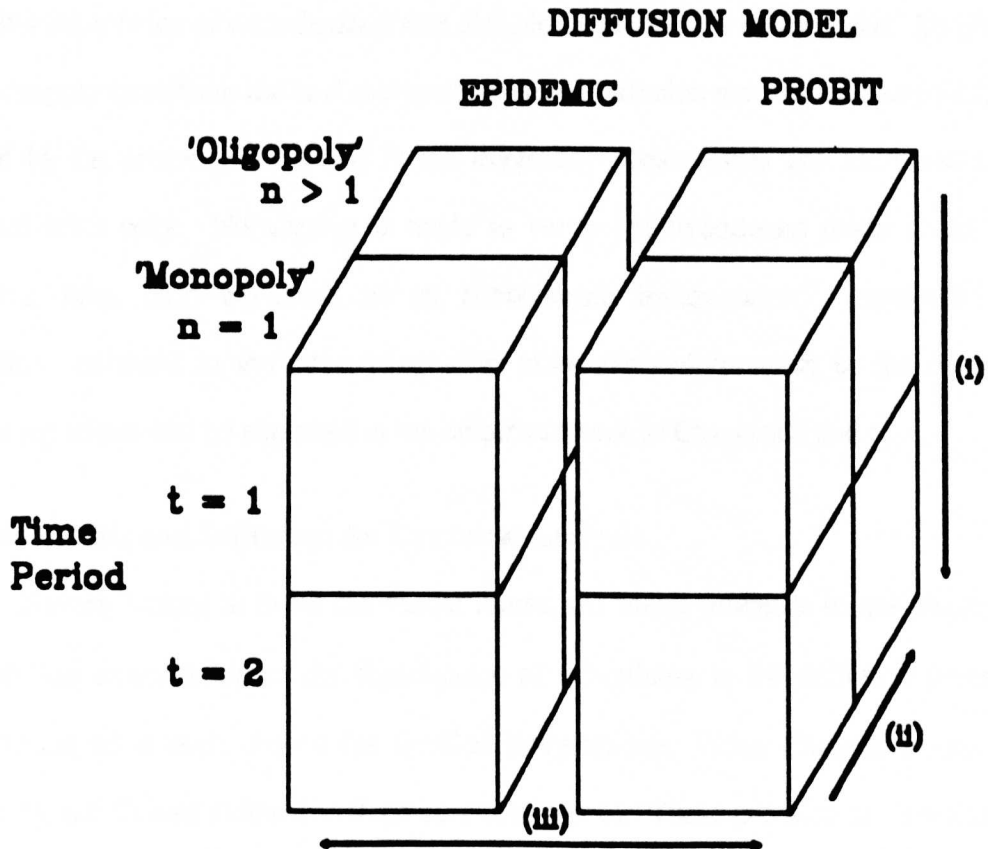 DIFFUSION MODEL
EPIDEMIC PROBIT
'Oligopoly'
n > 1
'Monopoly'
n = 1
(i)
t = 1
Time
Period
t = 2
(ii)
(iii)